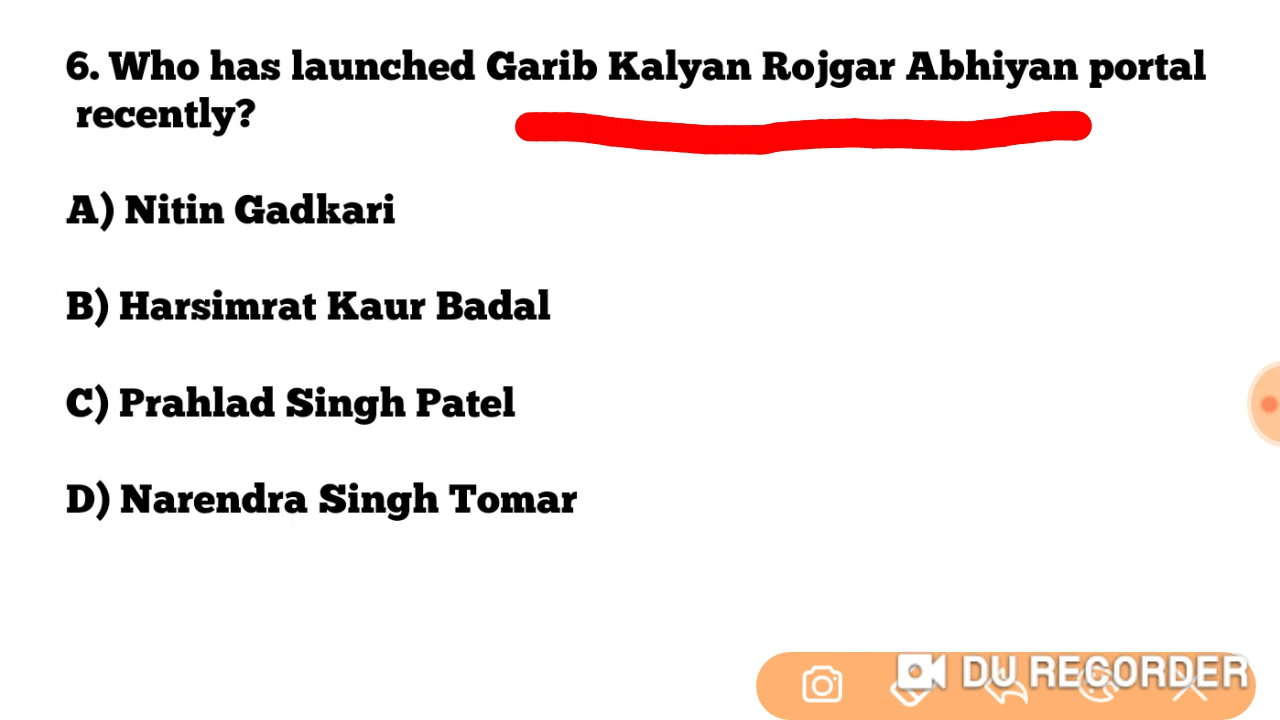 6. Who has launched Garib Kalyan Rojgar Abhiyan portal
recently?
A) Nitin Gadkari
B) Harsimrat Kaur Badal
C) Prahlad Singh Patel
D) Narendra Singh Tomar
DU RECORDER